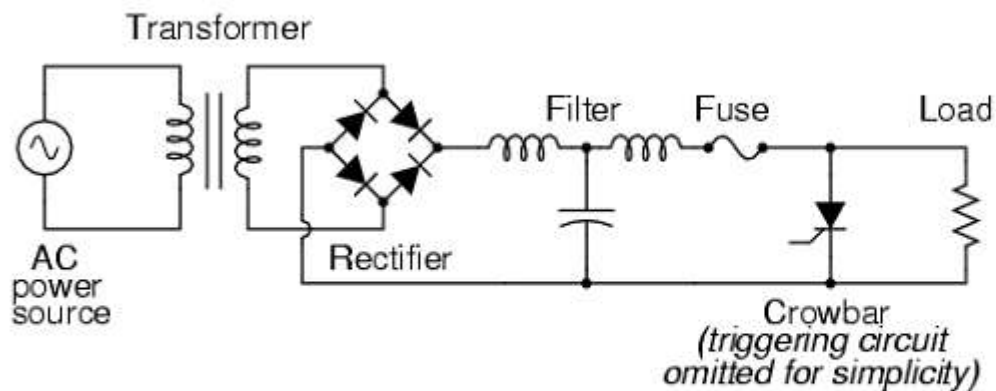 Transformer
Filter
Fuse
Load
AC
power
source
Rectifier
Crowbar
(triggering circuit
omitted for simplicity)